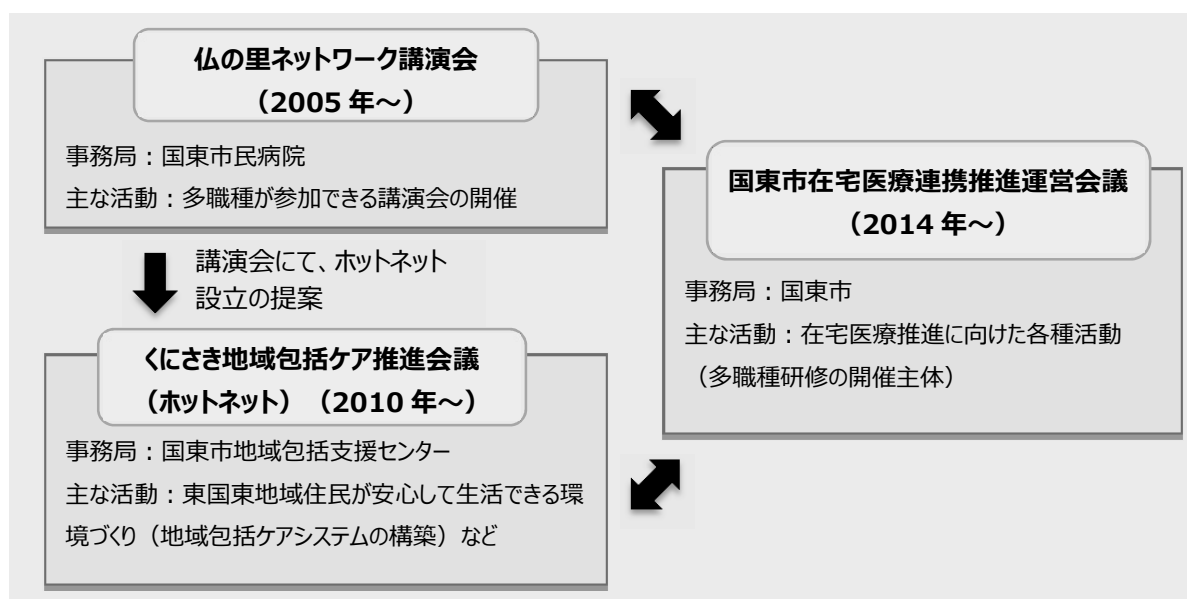 仏の里ネットワーク講演会
（2005 年～）
事務局：国東市民病院
主な活動：多職種が参加できる講演会の開催
講演会にて、ホットネット
設立の提案
くにさき地域包括ケア推進会議
（ホットネット）（2010 年～）
事務局：国東市地域包括支援センター
主な活動：東国東地域住民が安心して生活できる環
境づくり（地域包括ケアシステムの構築）など
国東市在宅医療連携推進運営会議
（2014 年～）
事務局：国東市
主な活動：在宅医療推進に向けた各種活動
（多職種研修の開催主体）